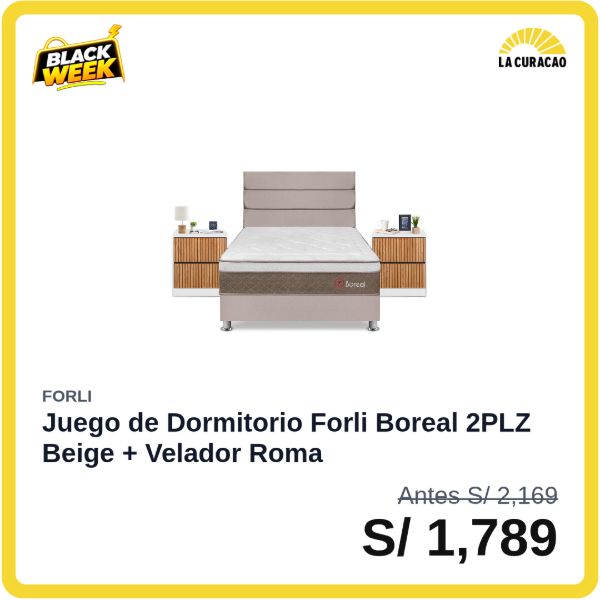 BLACK
WEEK
LA CURACAO
Boreal
FORLI
Juego de Dormitorio Forli Boreal 2PLZ
Beige + Velador Roma
Antes S/ 2,169
S/ 1,789